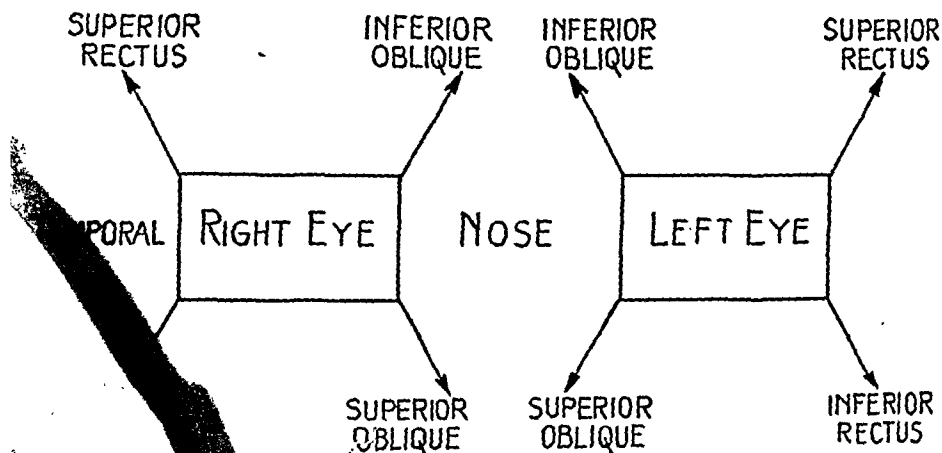 SUPERIOR
RECTUS
INFERIOR
OBLIQUE
INFERIOR
OBLIQUE
SUPERIOR
RECTUS
PORAL
RIGHT EYE
NOSE
LEFT EYE
SUPERIOR
OBLIQUE
SUPERIOR
OBLIQUE
INFERIOR
RECTUS